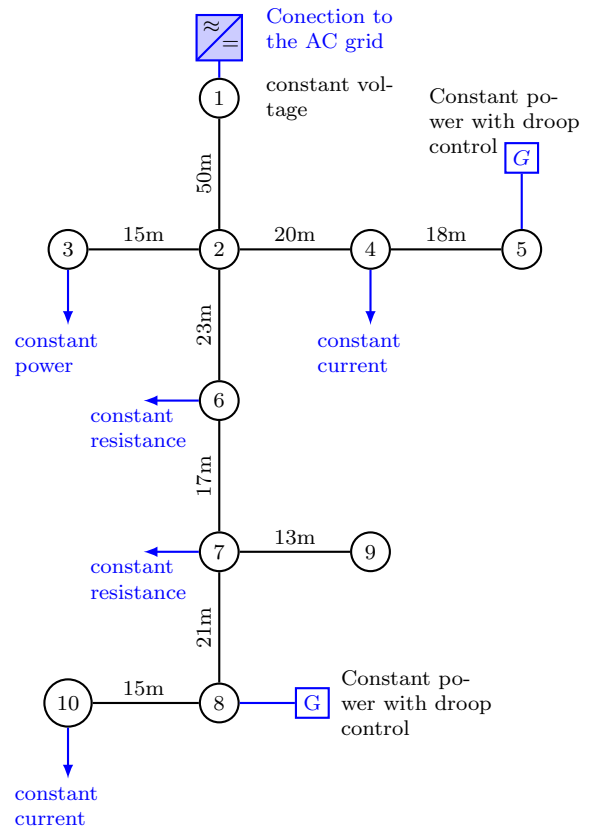 Conection to
the AC grid
≈
=
1
constant vol-
tage
Constant po-
wer with droop
control
G
50m
3
15m
2
20m
4
18m
5
constant
power
23m
constant
current
6
constant
resistance
17m
7
13m
9
constant
resistance
21m
10
15m
8
G
Constant po-
wer with droop
control
constant
current